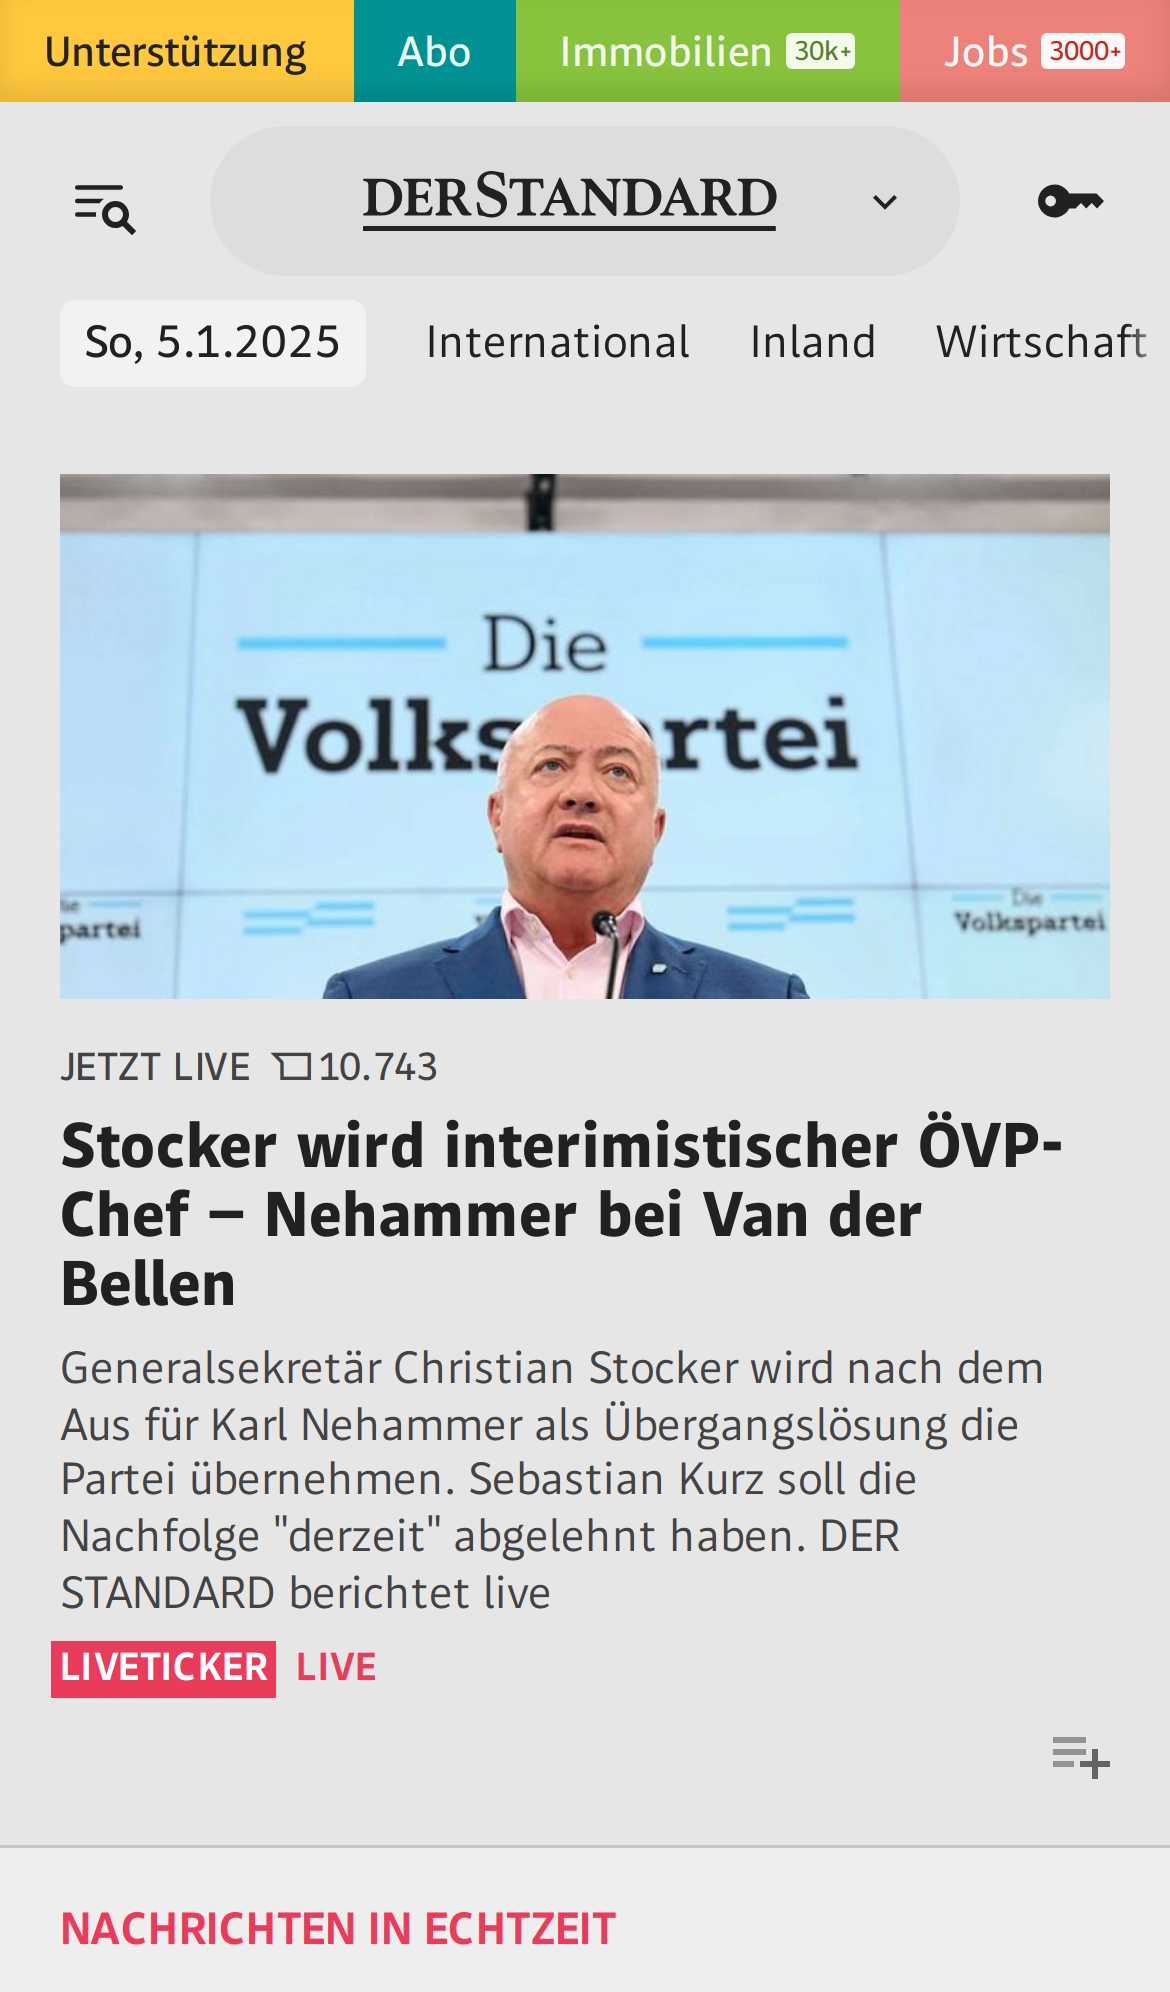 Unterstützung Abo Immobilien 30k+ Jobs 3000+
DERSTANDARD
So, 5.1.2025 International Inland Wirtschaft
Die
Volks rtei
Die
partei Volkspartei
JETZT LIVE 10.743
Stocker wird interimistischer ÖVP-
Chef – Nehammer bei Van der
Bellen
Generalsekretär Christian Stocker wird nach dem
Aus für Karl Nehammer als Übergangslösung die
Partei übernehmen. Sebastian Kurz soll die
Nachfolge "derzeit" abgelehnt haben. DER
STANDARD berichtet live
LIVETICKER LIVE
NACHRICHTEN IN ECHTZEIT